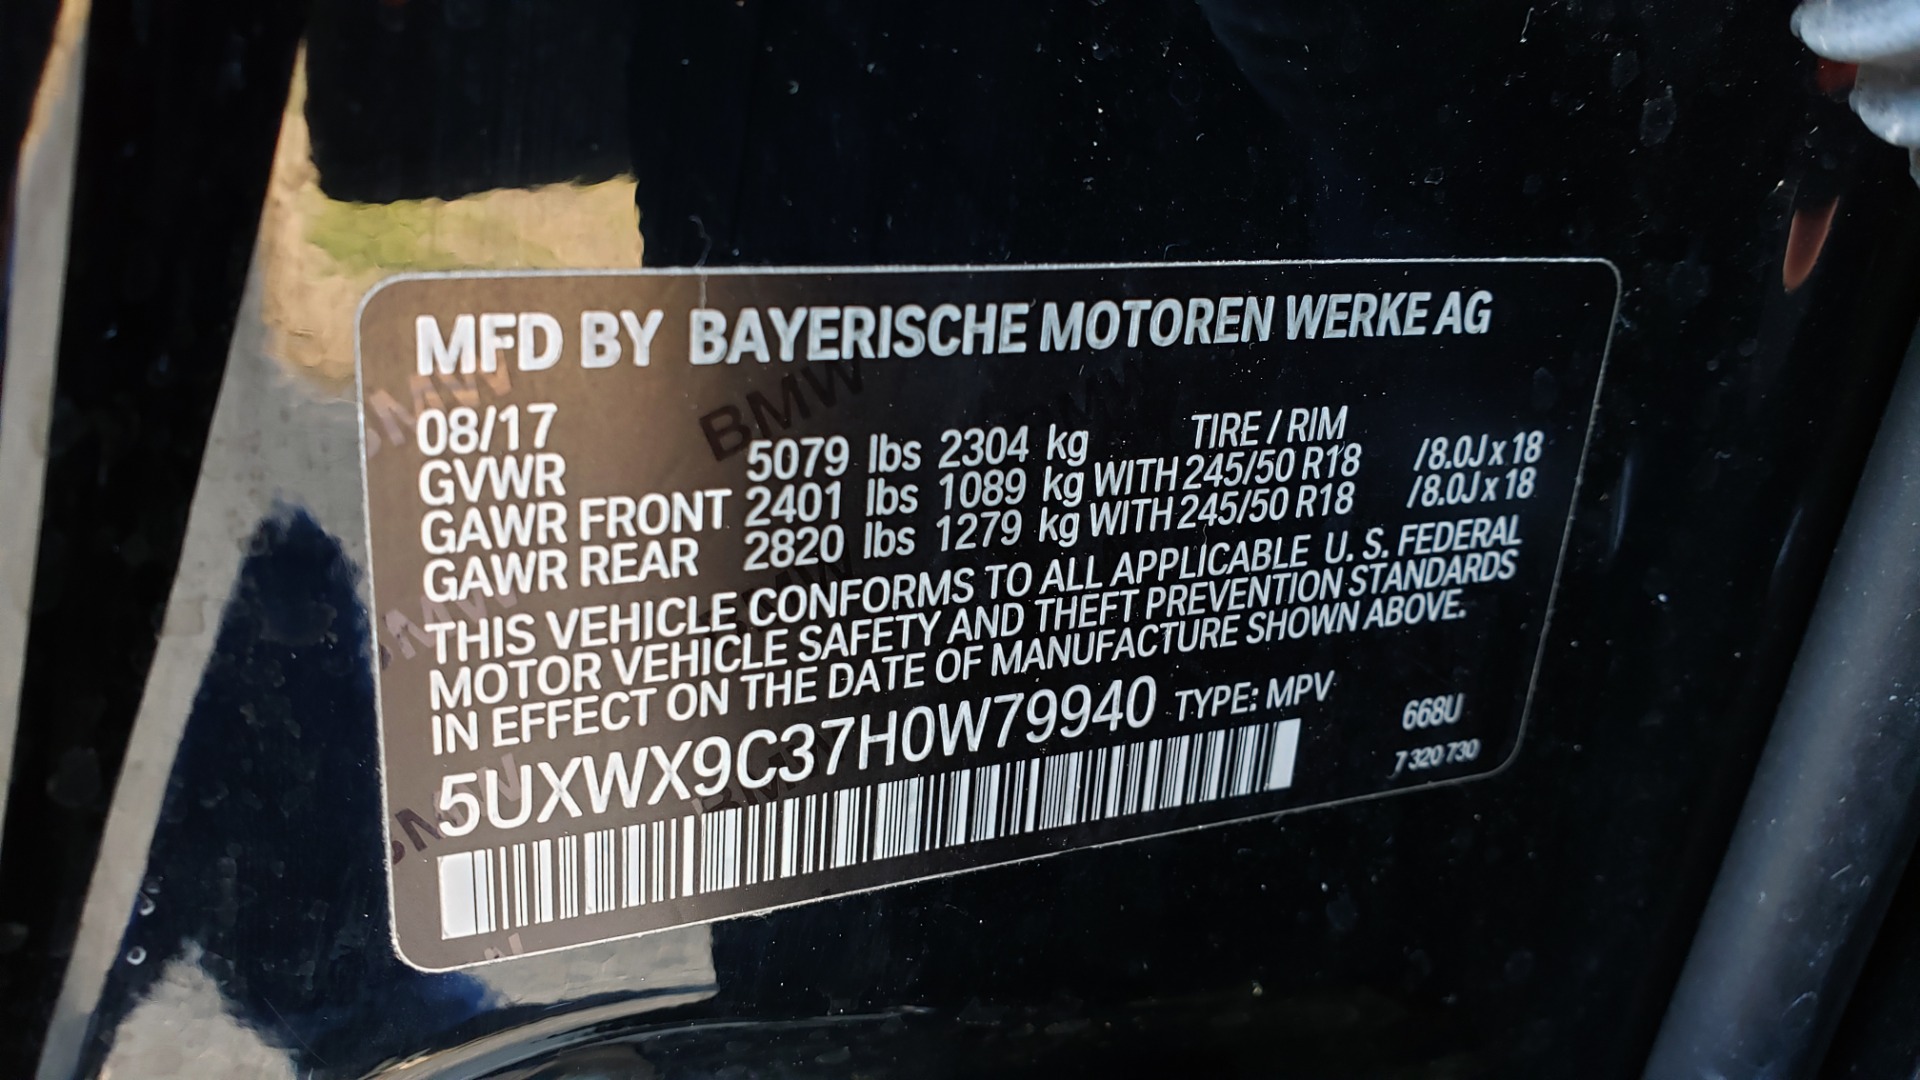 MFD BY BAYERISCHE MOTOREN WERKE AG
08/17 TIRE / RIM
GVWR 5079 lbs 2304 kg
GAWR FRONT 2401 lbs 1089 kg WITH 245/50 R18 /8.0J x 18
GAWR REAR 2820 lbs 1279 kg WITH 245/50 R18 /8.0J x 18
THIS VEHICLE CONFORMS TO ALL APPLICABLE U. S. FEDERAL
MOTOR VEHICLE SAFETY AND THEFT PREVENTION STANDARDS
IN EFFECT ON THE DATE OF MANUFACTURE SHOWN ABOVE.
5UXWX9C37H0W79940 TYPE: MPV 668U
7 320 730